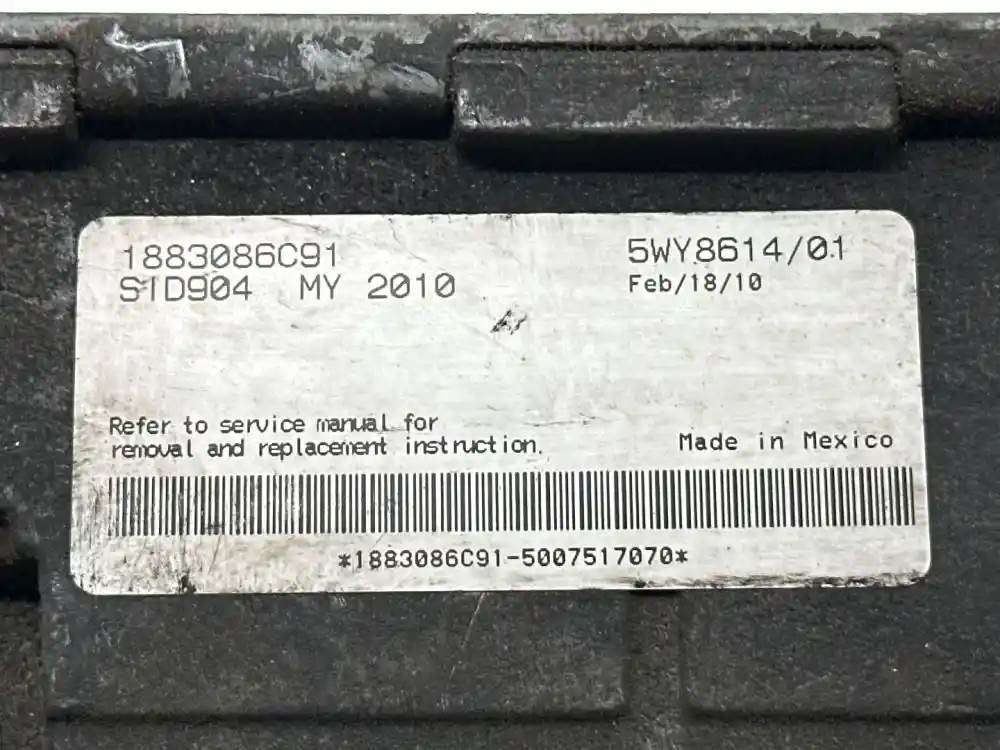 1883086C91 5WY8614/01
SID904 MY 2010 Feb/18/10
Refer to service manual for
removal and replacement instruction. Made in Mexico
*1883086C91-5007517070*